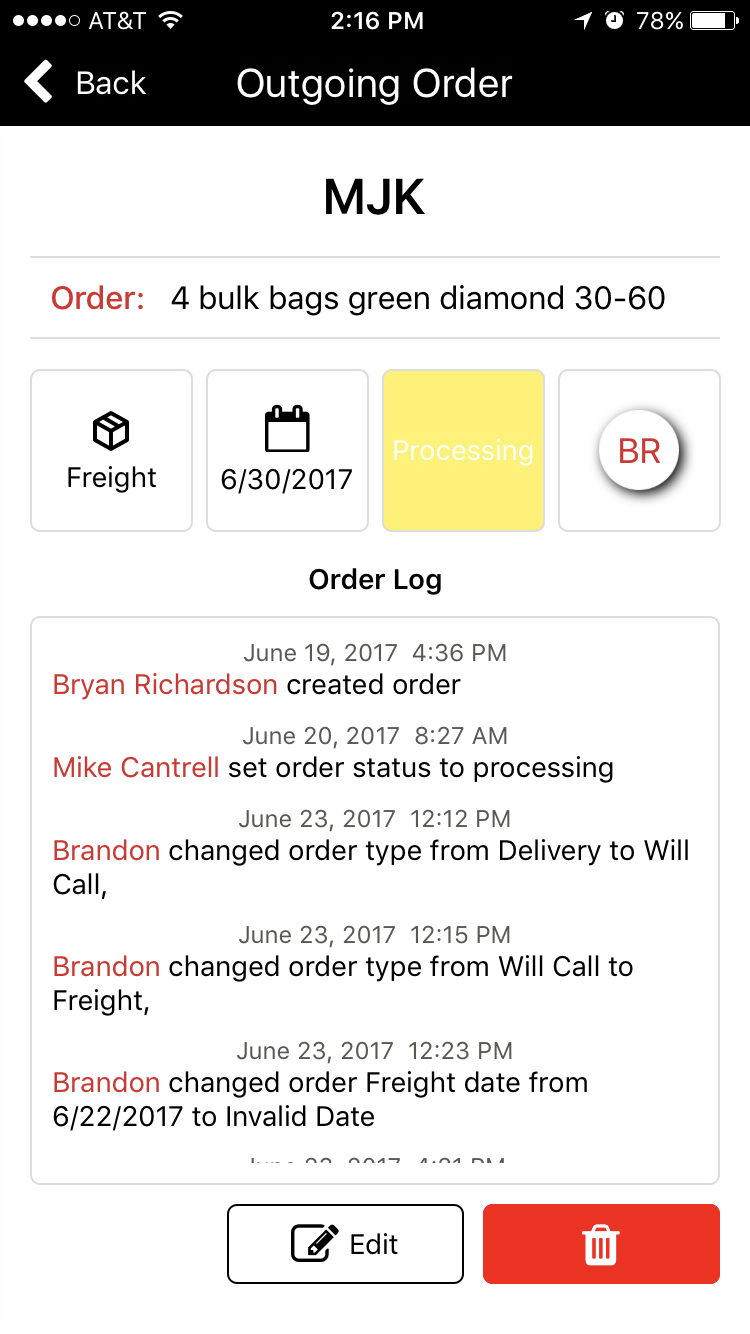 AT&T 2:16 PM 78%
Back Outgoing Order
MJK
Order: 4 bulk bags green diamond 30-60
Freight 6/30/2017 Processing BR
Order Log
June 19, 2017 4:36 PM
Bryan Richardson created order
June 20, 2017 8:27 AM
Mike Cantrell set order status to processing
June 23, 2017 12:12 PM
Brandon changed order type from Delivery to Will
Call,
June 23, 2017 12:15 PM
Brandon changed order type from Will Call to
Freight,
June 23, 2017 12:23 PM
Brandon changed order Freight date from
6/22/2017 to Invalid Date
Edit